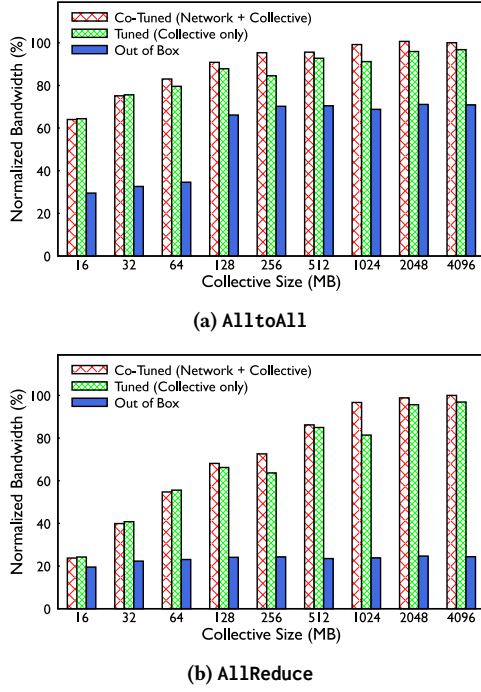 Co-Tuned (Network + Collective)
Tuned (Collective only)
Out of Box
Normalized Bandwidth (%)
100
80
60
40
20
0
16 32 64 128 256 512 1024 2048 4096
Collective Size (MB)
(a) AlltoAll
Co-Tuned (Network + Collective)
Tuned (Collective only)
Out of Box
Normalized Bandwidth (%)
100
80
60
40
20
0
16 32 64 128 256 512 1024 2048 4096
Collective Size (MB)
(b) AllReduce